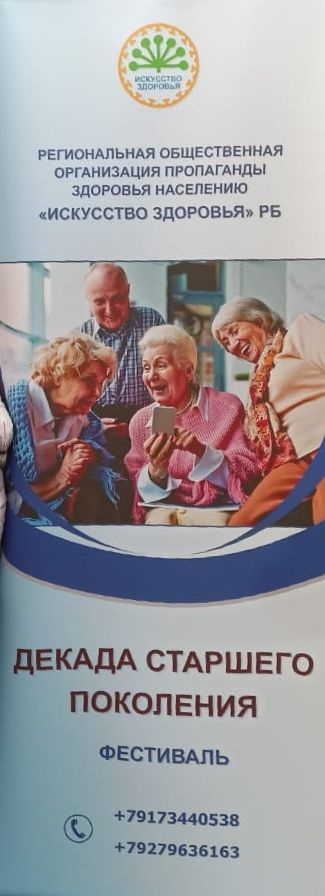 ИСКУССТВО
ЗДОРОВЬЯ
РЕГИОНАЛЬНАЯ ОБЩЕСТВЕННАЯ
ОРГАНИЗАЦИЯ ПРОПАГАНДЫ
ЗДОРОВЬЯ НАСЕЛЕНИЮ
«ИСКУССТВО ЗДОРОВЬЯ» РБ
ДЕКАДА СТАРШЕГО
ПОКОЛЕНИЯ
ФЕСТИВАЛЬ
+79173440538
+79279636163